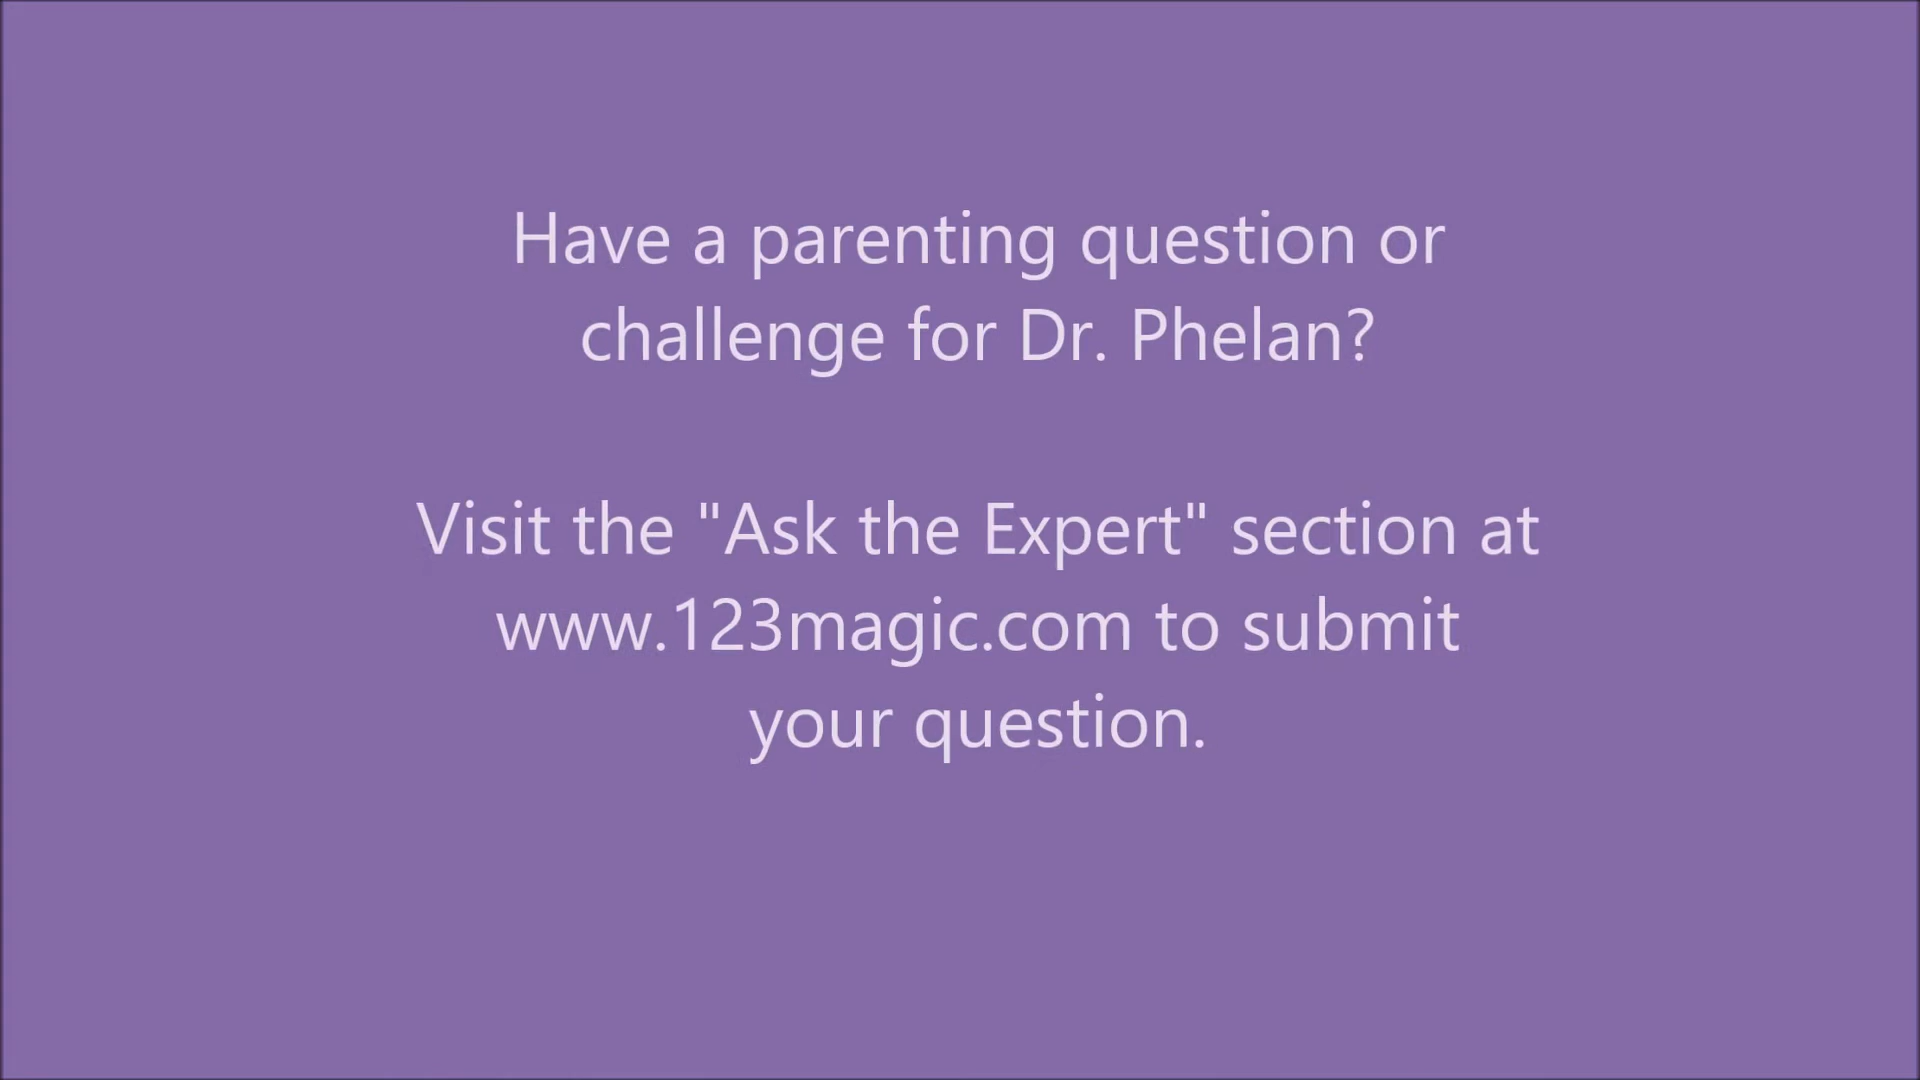 Have a parenting question or
challenge for Dr. Phelan?
Visit the "Ask the Expert" section at
www.123magic.com to submit
your question.